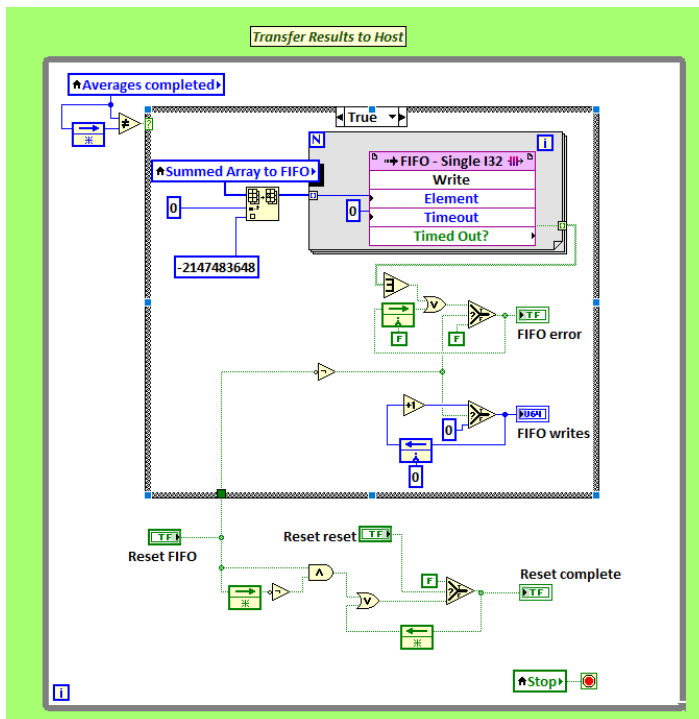 Transfer Results to Host
Averages completed
≠
?
True
N
i
Summed Array to FIFO
FIFO - Single I32
Write
Element
Timeout
Timed Out?
0
0
-2147483648
V
?
T
F
TF
F
F
FIFO error
+1
?
T
F
U64
0
FIFO writes
0
TF
Reset FIFO
Reset reset
TF
Λ
F
V
?
T
F
Reset complete
TF
i
Stop